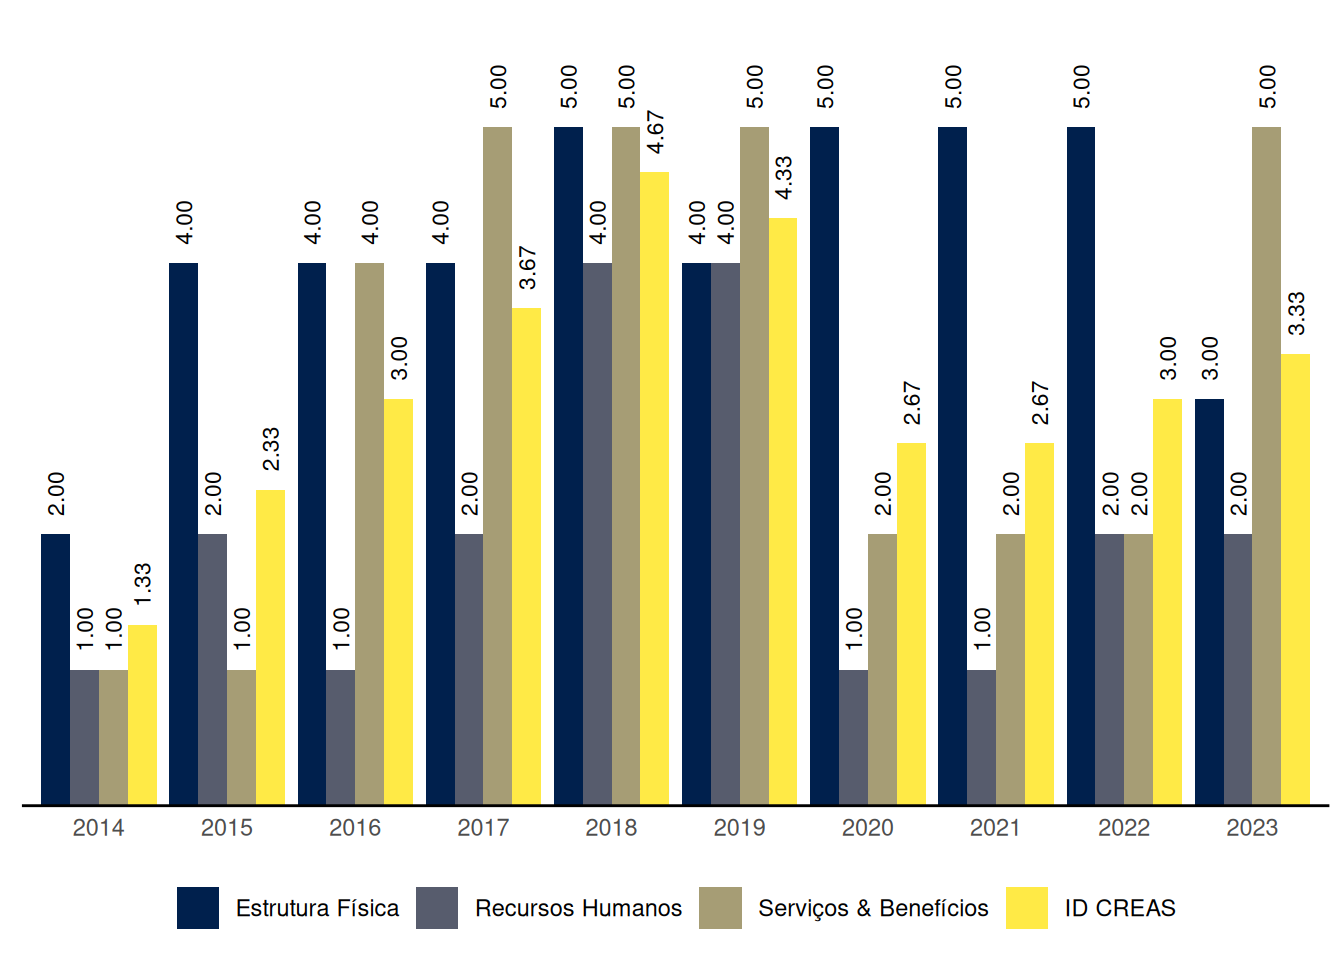 2.00 1.00 1.00 1.33
4.00 2.00 1.00 2.33
4.00 1.00 4.00 3.00
4.00 2.00 5.00 3.67
5.00 4.00 5.00 4.67
4.00 4.00 5.00 4.33
5.00 1.00 2.00 2.67
5.00 1.00 2.00 2.67
5.00 2.00 2.00 3.00
3.00 2.00 5.00 3.33
2014 2015 2016 2017 2018 2019 2020 2021 2022 2023
Estrutura Física Recursos Humanos Serviços & Benefícios ID CREAS